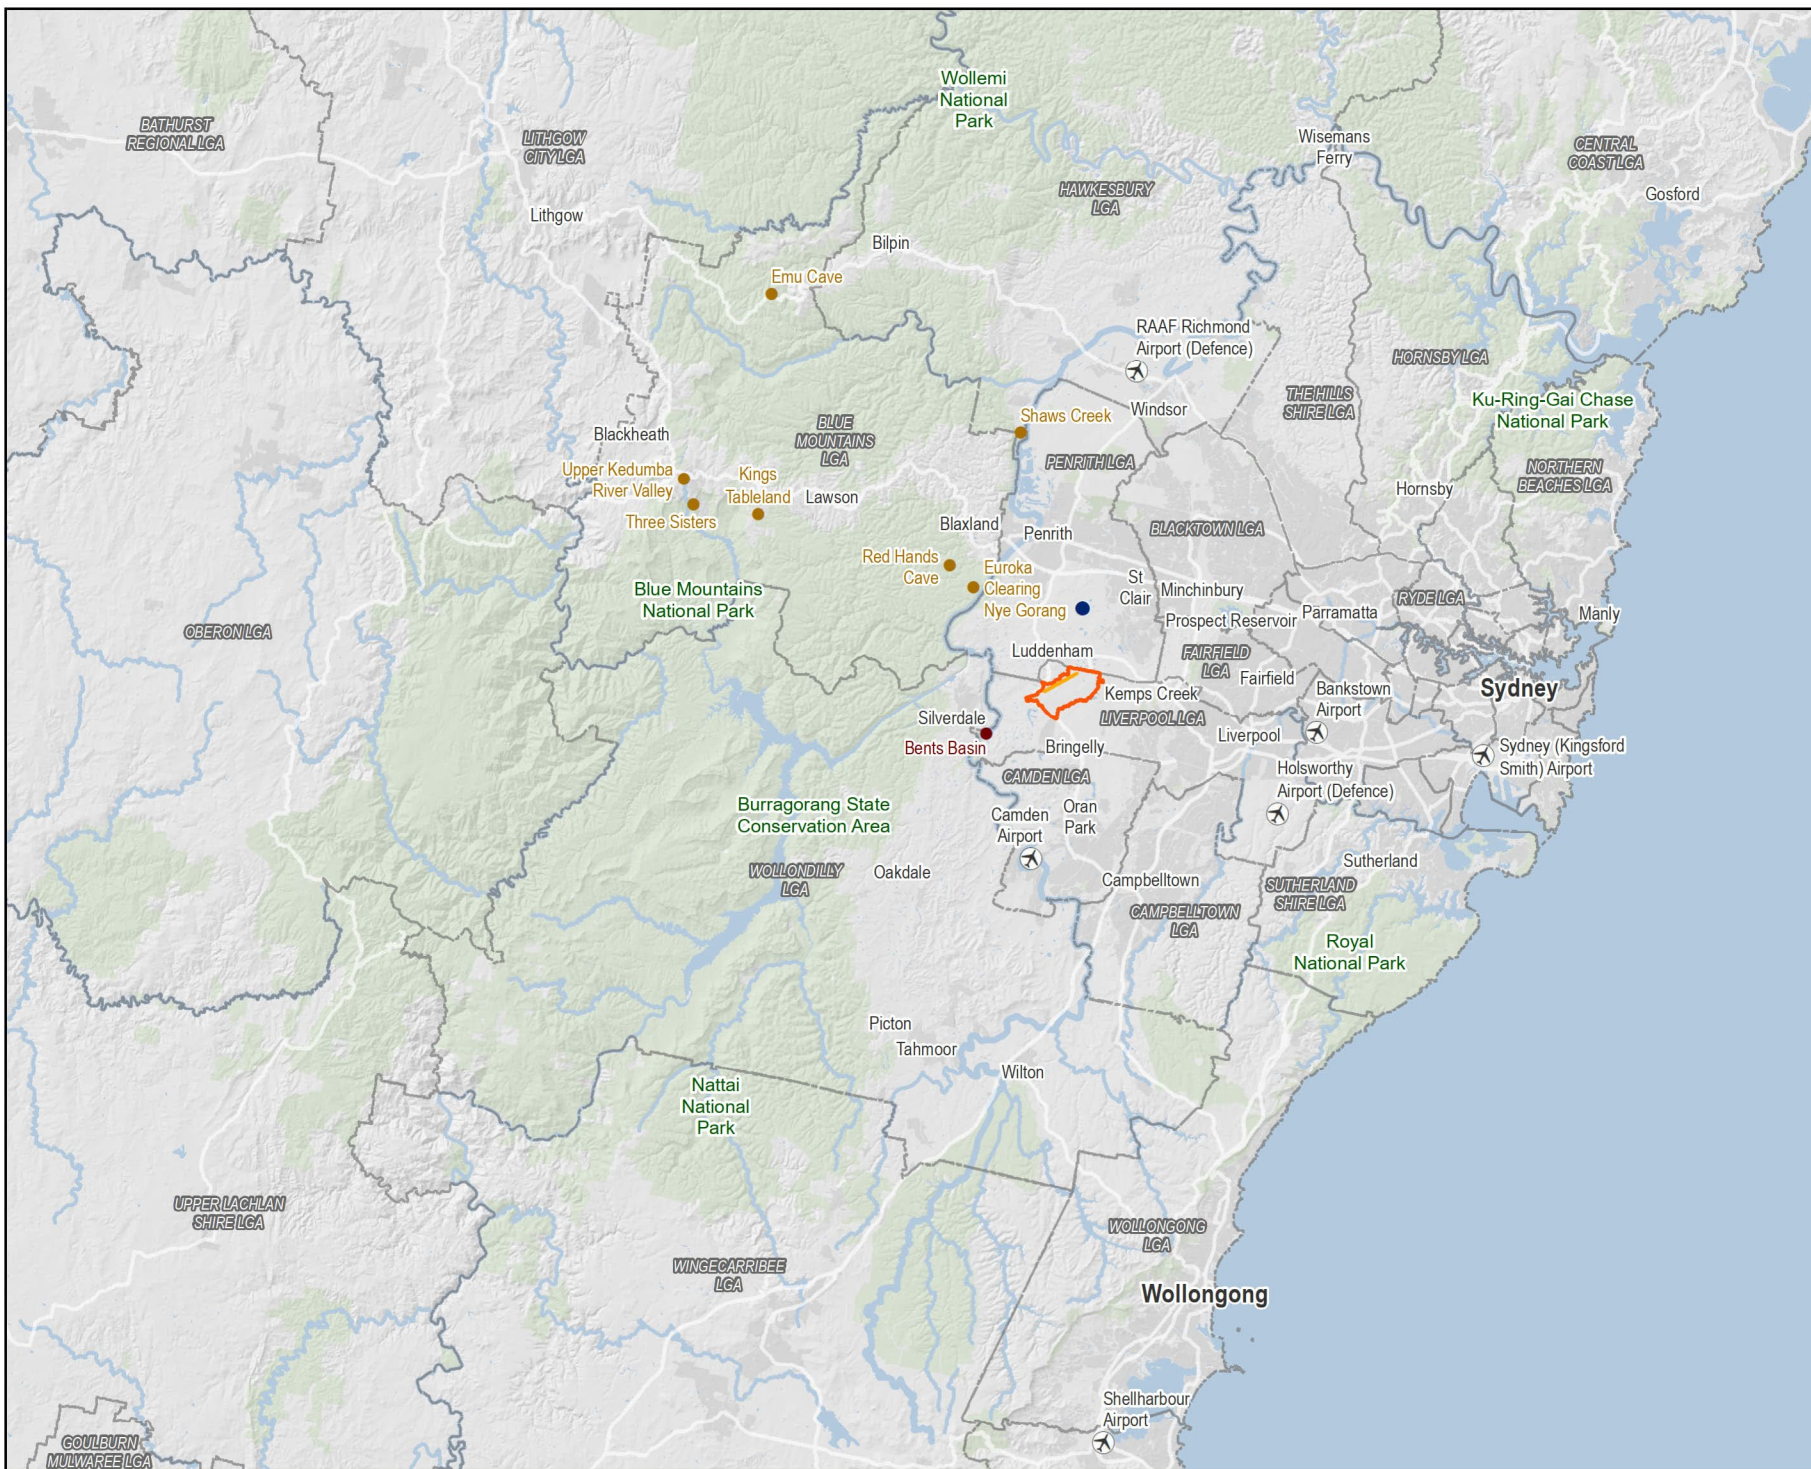 Wollemi
National
Park
BATHURST
REGIONAL LGA
LITHGOW
CITY LGA
Wisemans
Ferry
CENTRAL
COAST LGA
HAWKESBURY
LGA
Gosford
Lithgow
Bilpin
Emu Cave
RAAF Richmond
Airport (Defence)
HORNSBY LGA
THE HILLS
SHIRE LGA
Ku-Ring-Gai Chase
National Park
Windsor
Shaws Creek
BLUE
MOUNTAINS
LGA
Blackheath
PENRITH LGA
NORTHERN
BEACHES LGA
Upper Kedumba
River Valley
Kings
Tableland
Lawson
Hornsby
Three Sisters
Blaxland
Penrith
BLACKTOWN LGA
Red Hands
Cave
Euroka
Clearing
Nye Gorang
St
Clair
Minchinbury
Blue Mountains
National Park
RYDE LGA
Manly
Parramatta
Prospect Reservoir
OBERON LGA
Luddenham
FAIRFIELD
LGA
Fairfield
Kemps Creek
Bankstown
Airport
Sydney
Silverdale
LIVERPOOL LGA
Liverpool
Bents Basin
Bringelly
Sydney (Kingsford
Smith) Airport
CAMDEN LGA
Holsworthy
Airport (Defence)
Burragorang State
Conservation Area
Camden
Airport
Oran
Park
WOLLONDILLY
LGA
Oakdale
Sutherland
Campbelltown
SUTHERLAND
SHIRE LGA
CAMPBELLTOWN
LGA
Royal
National Park
Picton
Tahmoor
Wilton
Nattai
National
Park
UPPER LACHLAN
SHIRE LGA
WOLLONGONG
LGA
WINGECARRIBEE
LGA
Wollongong
Shellharbour
Airport
GOULBURN
MULWAREE LGA